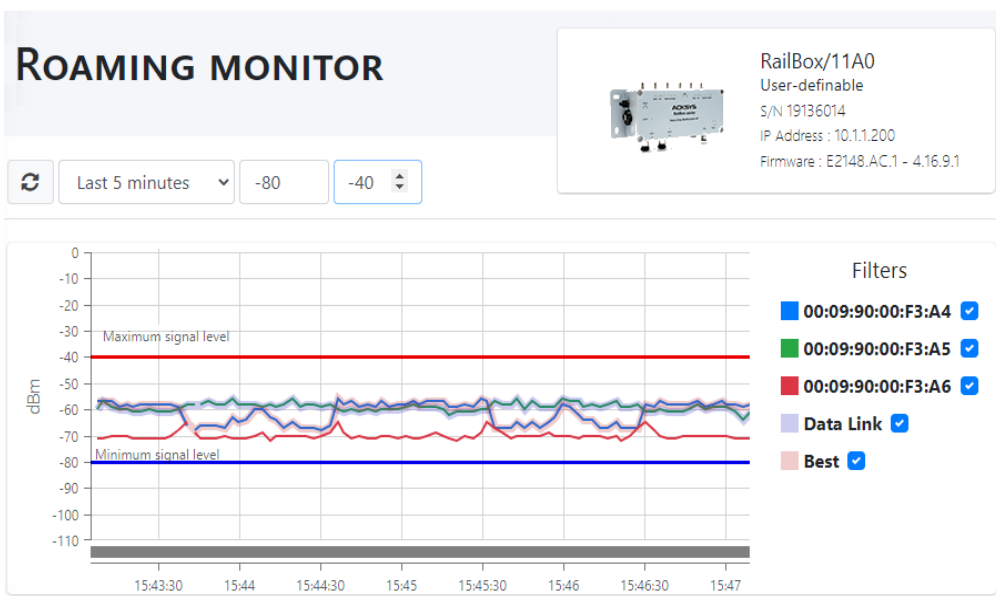 ROAMING MONITOR
RailBox/11A0
User-definable
S/N 19136014
IP Address : 10.1.1.200
Firmware : E2148.AC.1 - 4.16.9.1
ACKSYS
Last 5 minutes
-80
-40
Filters
00:09:90:00:F3:A4
00:09:90:00:F3:A5
00:09:90:00:F3:A6
Data Link
Best
dBm
0
-10
-20
-30
Maximum signal level
-40
-50
-60
-70
Minimum signal level
-80
-90
-100
-110
15:43:30
15:44
15:44:30
15:45
15:45:30
15:46
15:46:30
15:47